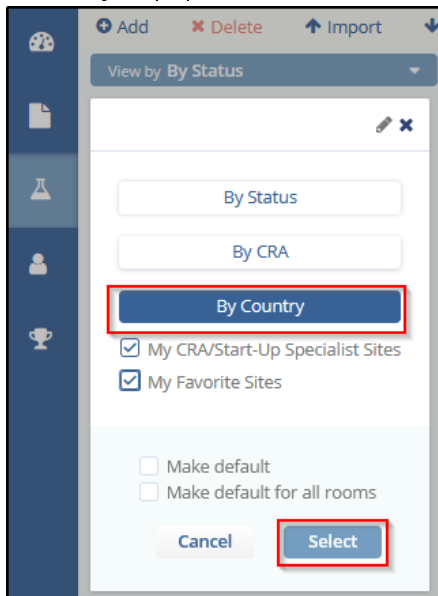 Add Delete Import
View by By Status
By Status
By CRA
By Country
My CRA/Start-Up Specialist Sites
My Favorite Sites
Make default
Make default for all rooms
Cancel Select